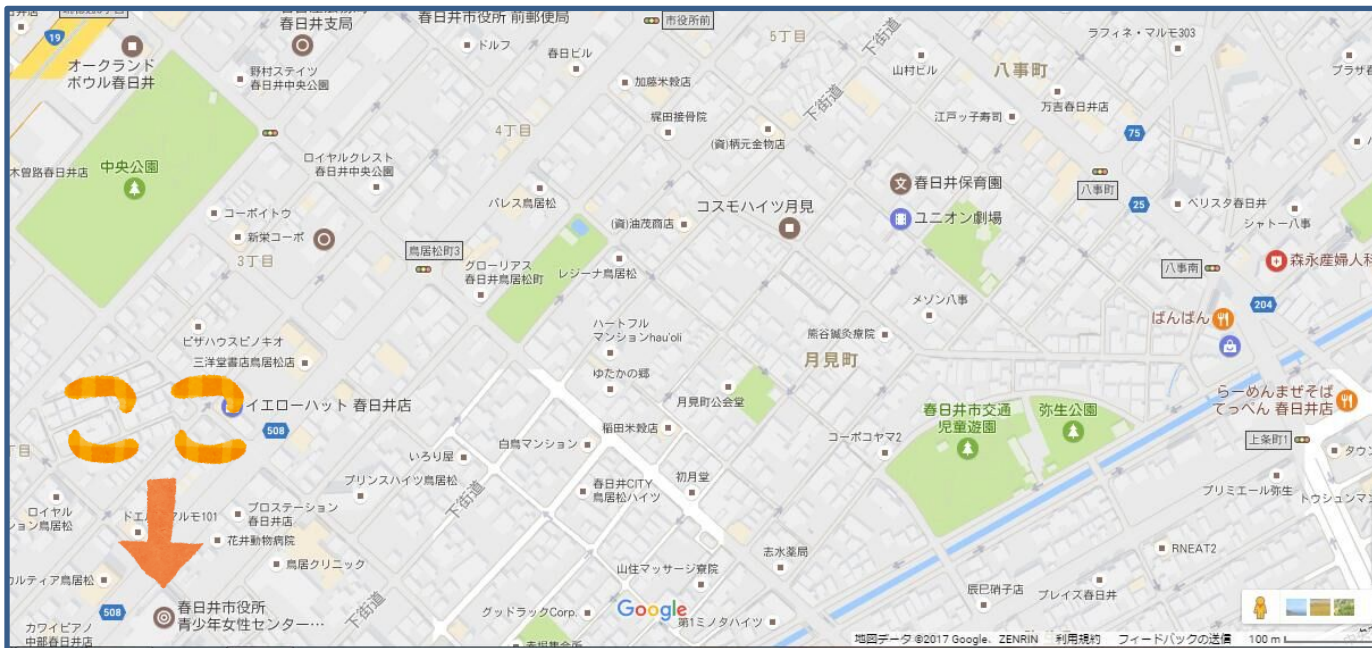 春日井支局
春日井市役所 前郵便局
市役所前
19
オークランド
ボウル春日井
野村ステイツ
春日井中央公園
ドルフ
春日ビル
加藤米穀店
5丁目
下街道
山村ビル
八事町
ラフィネ・マルモ303
万吉春日井店
江戸ッ子寿司
75
4丁目
梶田接骨院
(資)柄元金物店
下街道
木曽路春日井店
中央公園
ロイヤルクレスト
春日井中央公園
パレス鳥居松
コスモハイツ月見
春日井保育園
ユニオン劇場
八事町
25
ベリスタ春日井
シャトー八事
コーポイトウ
新栄コーポ
3丁目
鳥居松町3
(資)油茂商店
グローリアス
春日井鳥居松町
レジーナ鳥居松
八事南
森永産婦人科
204
メゾン八事
ばんばん
ピザハウスピノキオ
三洋堂書店鳥居松店
ハートフル
マンションhau'oli
熊谷鍼灸療院
月見町
ゆたかの郷
月見町公会堂
ここ
イエローハット 春日井店
508
春日井市交通
児童遊園
弥生公園
らーめんまぜそば
てっぺん 春日井店
上条町1
稲田米穀店
白鳥マンション
コーポコヤマ2
いろり屋
プリンスハイツ鳥居松
下街道
春日井CITY
鳥居松ハイツ
初月堂
プリミエール弥生
ロイヤル
プロステーション
春日井店
花井動物病院
鳥居クリニック
志水薬局
RNEAT2
山住マッサージ療院
辰巳硝子店
プレイズ春日井
508
春日井市役所
青少年女性センター…
下街道
グッドラックCorp.
Google
第1ミノタハイツ
カワイピアノ
中部春日井店
地図データ ©2017 Google、ZENRIN 利用規約 フィードバックの送信 100 m